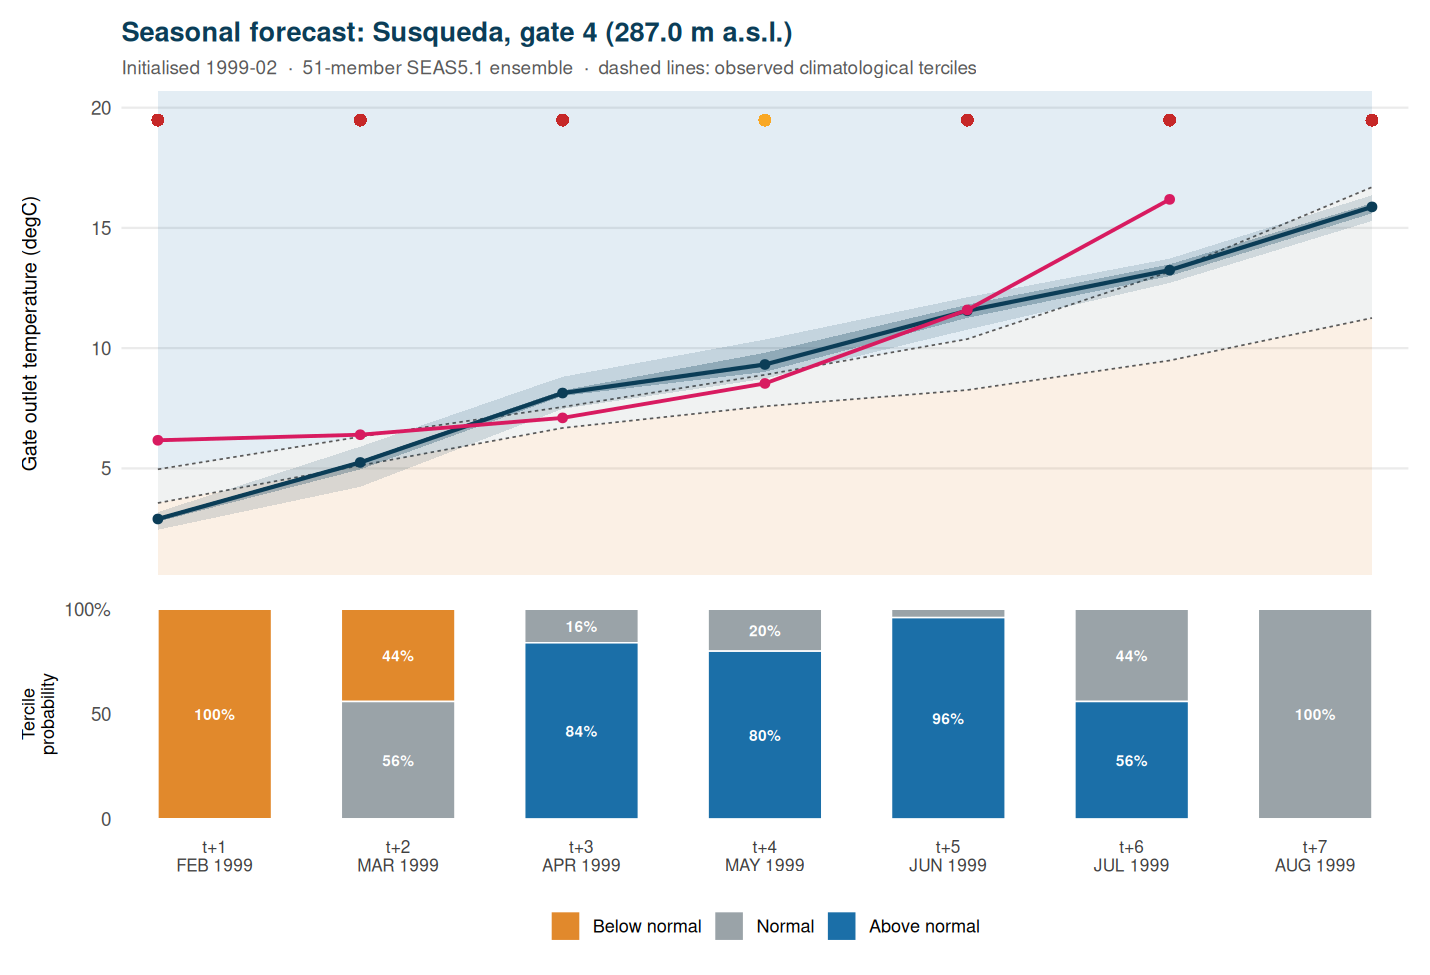 Seasonal forecast: Susqueda, gate 4 (287.0 m a.s.l.)
Initialised 1999-02 · 51-member SEAS5.1 ensemble · dashed lines: observed climatological terciles
Gate outlet temperature (degC)
20
15
10
5
Tercile
probability
100%
50
0
100%
44%
56%
16%
84%
20%
80%
96%
44%
56%
100%
t+1
FEB 1999
t+2
MAR 1999
t+3
APR 1999
t+4
MAY 1999
t+5
JUN 1999
t+6
JUL 1999
t+7
AUG 1999
Below normal
Normal
Above normal